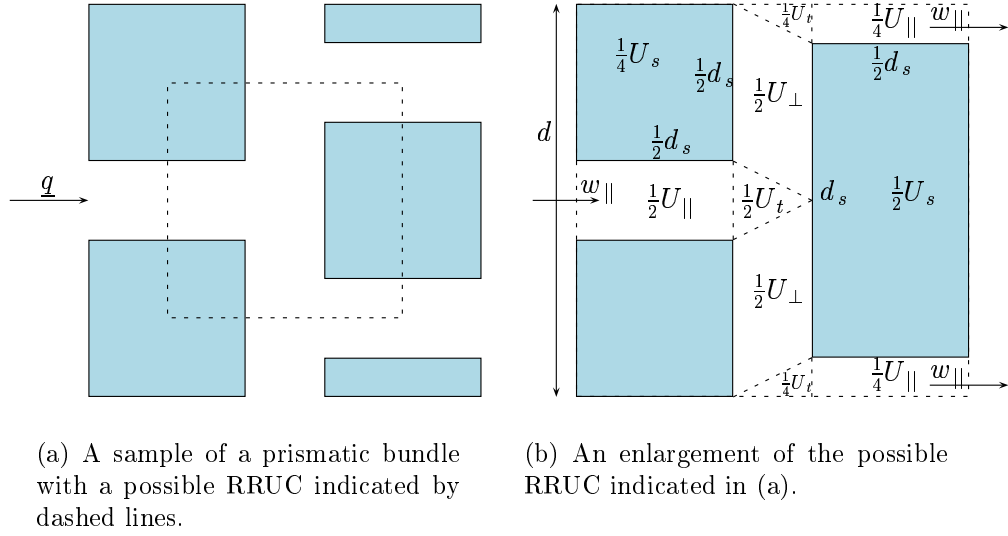 q
d
¼U_s
½d_s
½d_s
w_||
½U_||
½U_t
½U_⊥
½U_⊥
¼U_t
¼U_||
w_||
½d_s
d_s
½U_s
¼U_t
¼U_||
w_||
(a) A sample of a prismatic bundle
with a possible RRUC indicated by
dashed lines.
(b) An enlargement of the possible
RRUC indicated in (a).